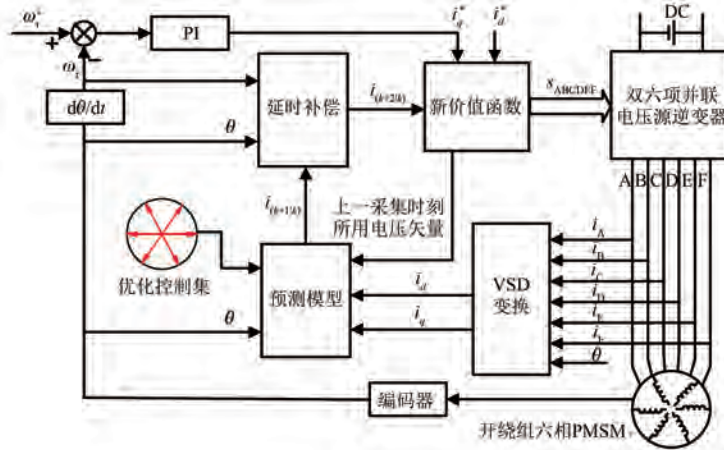 ω*r
PI
i*q
i*d
DC
+
−
ωr
dθ/dt
延时补偿
i(k+2|k)
新价值函数
SABCDEF
双六项并联
电压源逆变器
θ
A B C D E F
i(k+1|k)
上一采集时刻
所用电压矢量
优化控制集
预测模型
id
iq
θ
VSD
变换
iA
iB
iC
iD
iE
iF
θ
编码器
开绕组六相PMSM